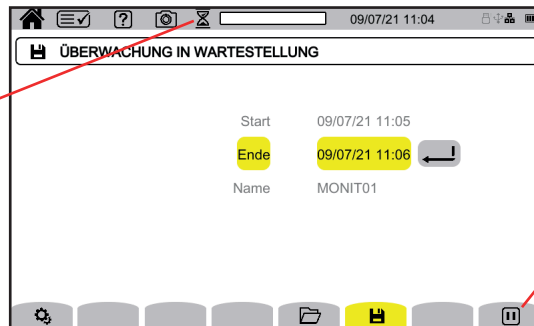 09/07/21 11:04
ÜBERWACHUNG IN WARTESTELLUNG
Start 09/07/21 11:05
Ende 09/07/21 11:06
Name MONIT01